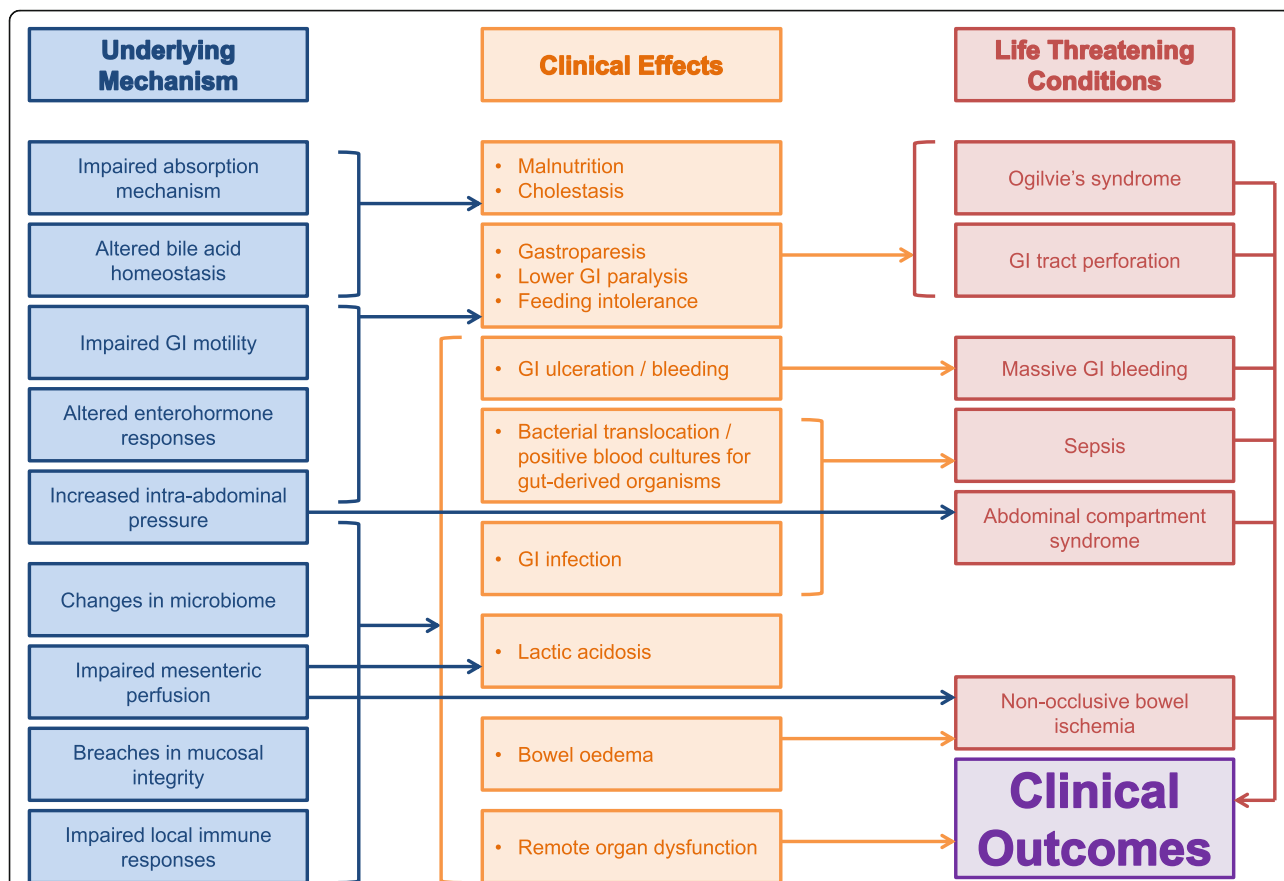 Underlying
Mechanism
Clinical Effects
Life Threatening
Conditions
Impaired absorption
mechanism
Altered bile acid
homeostasis
Impaired GI motility
Altered enterohormone
responses
Increased intra-abdominal
pressure
Changes in microbiome
Impaired mesenteric
perfusion
Breaches in mucosal
integrity
Impaired local immune
responses
• Malnutrition
• Cholestasis
• Gastroparesis
• Lower GI paralysis
• Feeding intolerance
• GI ulceration / bleeding
• Bacterial translocation /
positive blood cultures for
gut-derived organisms
• GI infection
• Lactic acidosis
• Bowel oedema
• Remote organ dysfunction
Ogilvie's syndrome
GI tract perforation
Massive GI bleeding
Sepsis
Abdominal compartment
syndrome
Non-occlusive bowel
ischemia
Clinical
Outcomes